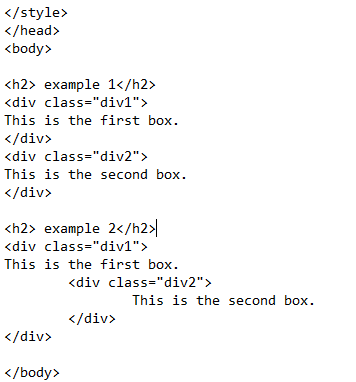 </style>
</head>
<body>

<h2> example 1</h2>
<div class="div1">
This is the first box.
</div>
<div class="div2">
This is the second box.
</div>

<h2> example 2</h2>
<div class="div1">
This is the first box.
        <div class="div2">
                This is the second box.
        </div>
</div>

</body>